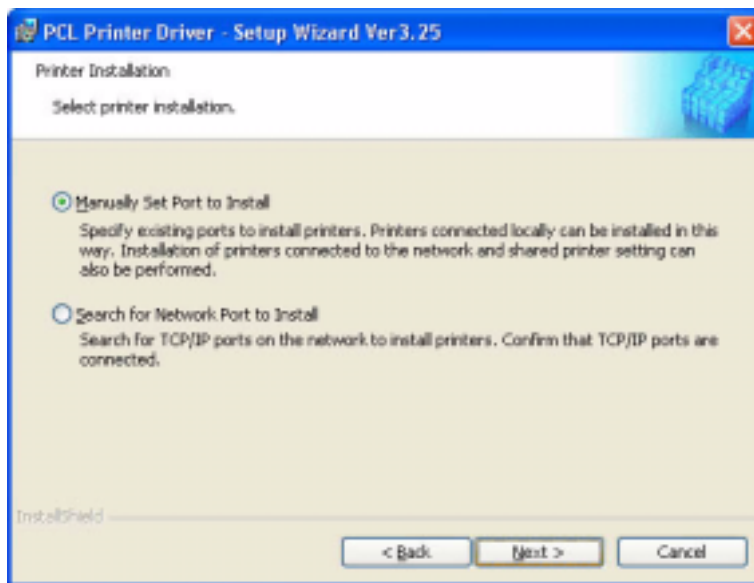 PCL Printer Driver - Setup Wizard Ver3.25
Printer Installation
Select printer installation.
Manually Set Port to Install
Specify existing ports to install printers. Printers connected locally can be installed in this
way. Installation of printers connected to the network and shared printer setting can
also be performed.
Search for Network Port to Install
Search for TCP/IP ports on the network to install printers. Confirm that TCP/IP ports are
connected.
InstallShield
< Back
Next >
Cancel